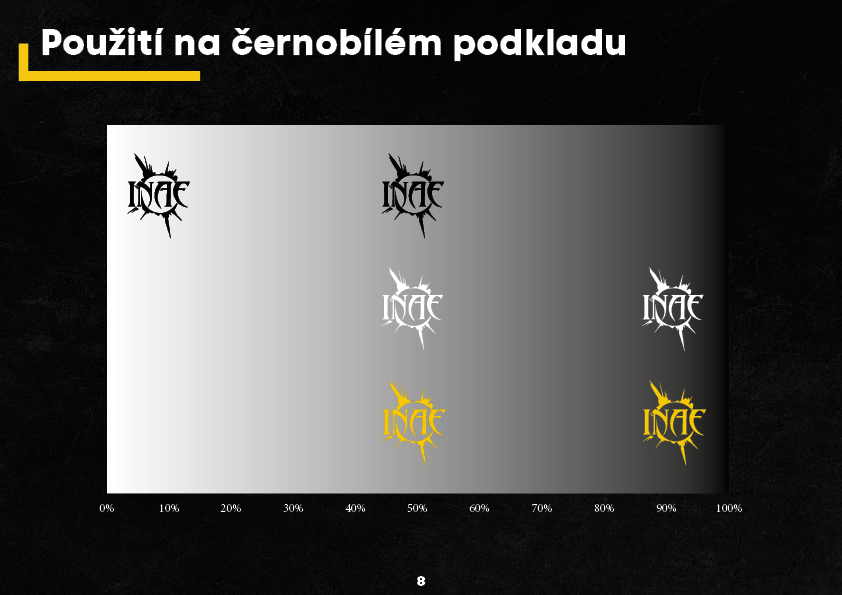 Použití na černobílém podkladu
INAE INAE
INAE INAE
INAE INAE
0% 10% 20% 30% 40% 50% 60% 70% 80% 90% 100%
8